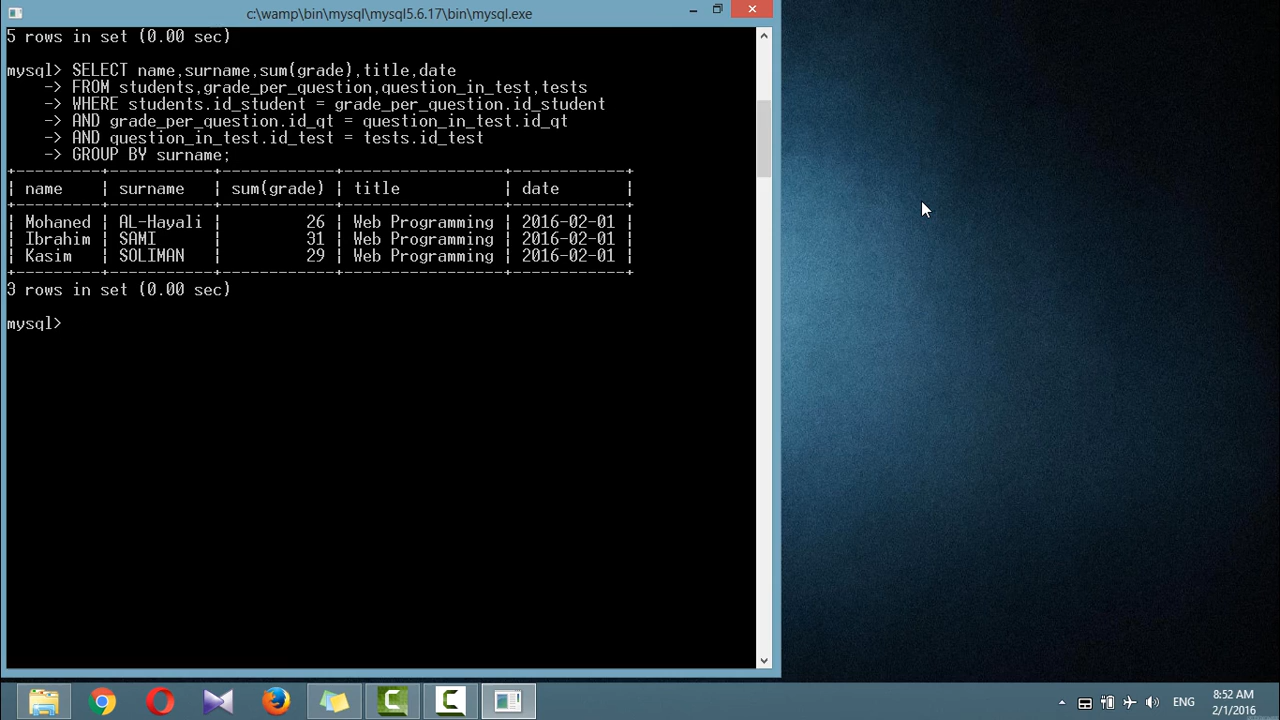 c:\wamp\bin\mysql\mysql5.6.17\bin\mysql.exe
5 rows in set (0.00 sec)
mysql> SELECT name,surname,sum(grade),title,date
-> FROM students,grade_per_question,question_in_test,tests
-> WHERE students.id_student = grade_per_question.id_student
-> AND grade_per_question.id_qt = question_in_test.id_qt
-> AND question_in_test.id_test = tests.id_test
-> GROUP BY surname;
+---------+-----------+------------+-----------------+------------+
| name | surname | sum(grade) | title | date |
+---------+-----------+------------+-----------------+------------+
| Mohaned | AL-Hayali | 26 | Web Programming | 2016-02-01 |
| Ibrahim | SAMI | 31 | Web Programming | 2016-02-01 |
| Kasim | SOLIMAN | 29 | Web Programming | 2016-02-01 |
+---------+-----------+------------+-----------------+------------+
3 rows in set (0.00 sec)
mysql>
ENG
8:52 AM
2/1/2016